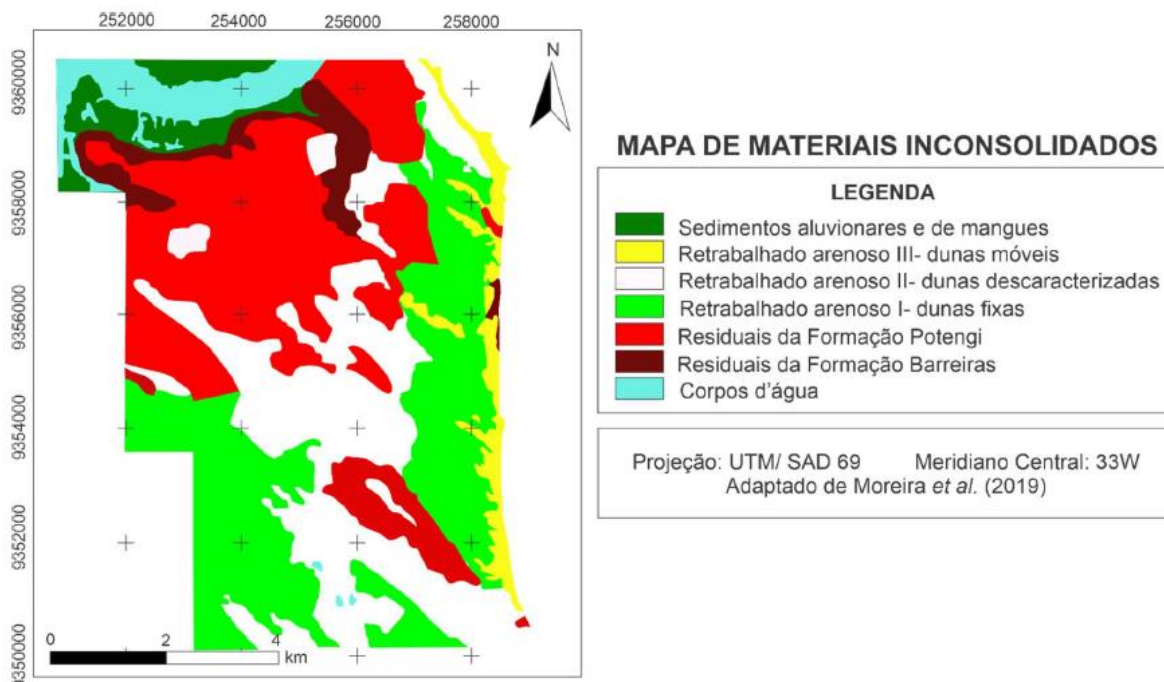 252000 254000 256000 258000
N
9360000
9358000
9356000
9354000
9352000
9350000
0 2 4
km
MAPA DE MATERIAIS INCONSOLIDADOS
LEGENDA
Sedimentos aluvionares e de mangues
Retrabalhado arenoso III- dunas móveis
Retrabalhado arenoso II- dunas descaracterizadas
Retrabalhado arenoso I- dunas fixas
Residuais da Formação Potengi
Residuais da Formação Barreiras
Corpos d'água
Projeção: UTM/ SAD 69 Meridiano Central: 33W
Adaptado de Moreira et al. (2019)